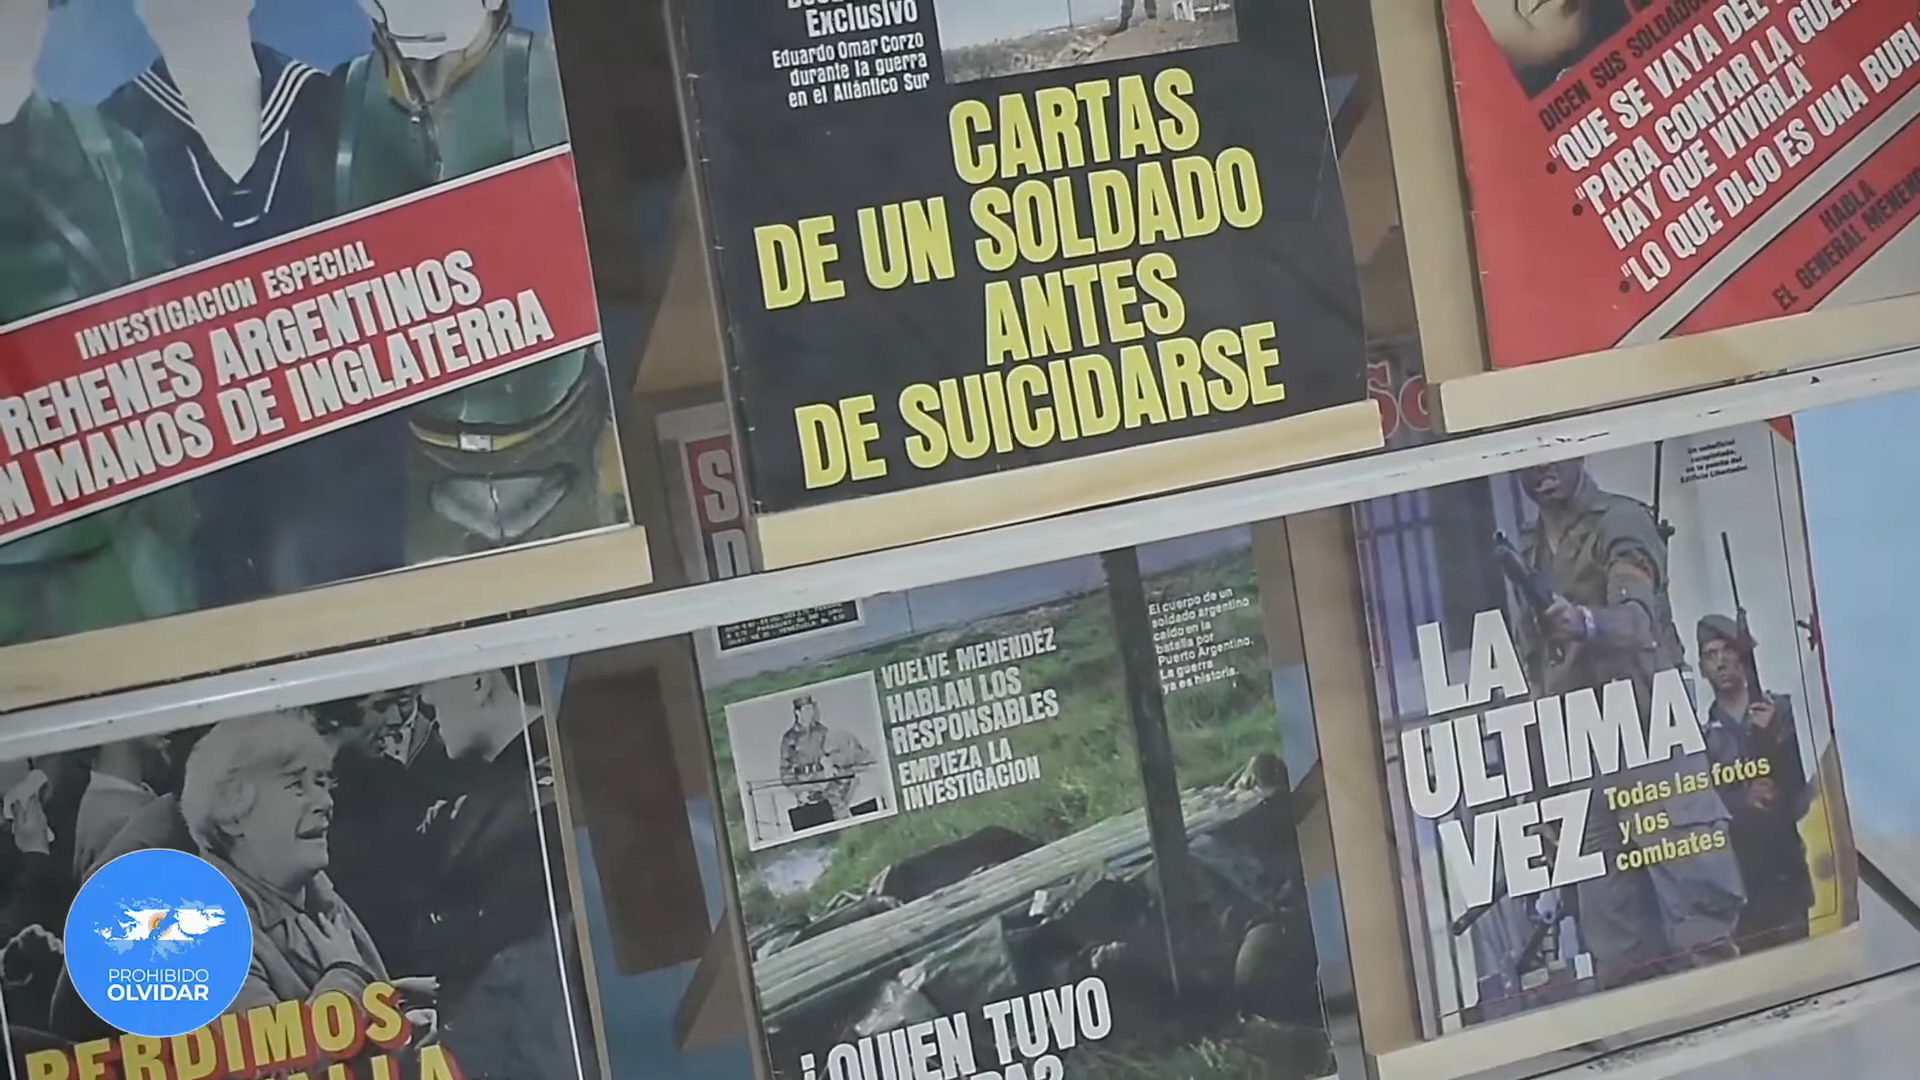 INVESTIGACION ESPECIAL
REHENES ARGENTINOS
EN MANOS DE INGLATERRA
Exclusivo
Eduardo Omar Corzo
durante la guerra
en el Atlántico Sur
CARTAS
DE UN SOLDADO
ANTES
DE SUICIDARSE
DICEN SUS SOLDADOS
"QUE SE VAYA DEL
"PARA CONTAR LA GUERRA
HAY QUE VIVIRLA"
"LO QUE DIJO ES UNA BURLA
HABLA
EL GENERAL MENENDEZ
PERDIMOS
VUELVE MENENDEZ
HABLAN LOS
RESPONSABLES
EMPIEZA LA
INVESTIGACION
El cuerpo de un
soldado argentino
caído en la
batalla por
Puerto Argentino.
La guerra
ya es historia.
¿QUIEN TUVO
LA
ULTIMA
VEZ
Todas las fotos
y los
combates
PROHIBIDO
OLVIDAR